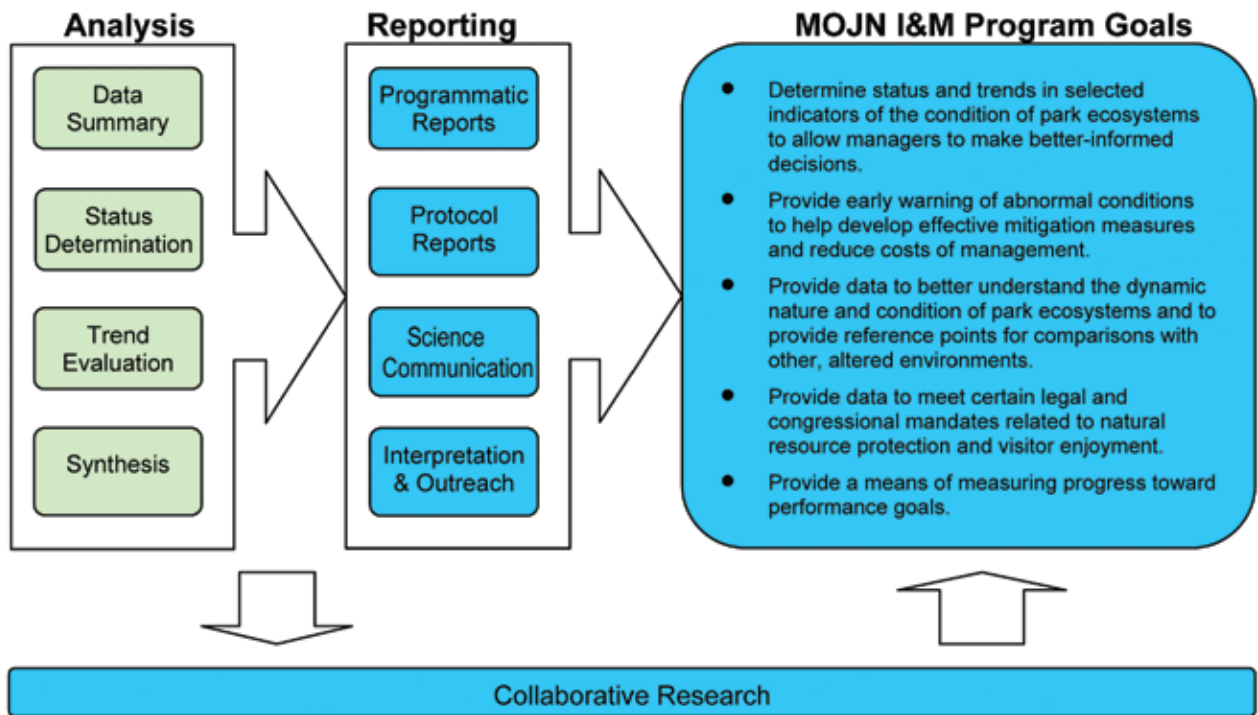 Analysis
Reporting
MOJN I&M Program Goals
Data
Summary
Status
Determination
Trend
Evaluation
Synthesis
Programmatic
Reports
Protocol
Reports
Science
Communication
Interpretation
& Outreach
● Determine status and trends in selected
indicators of the condition of park ecosystems
to allow managers to make better-informed
decisions.
● Provide early warning of abnormal conditions
to help develop effective mitigation measures
and reduce costs of management.
● Provide data to better understand the dynamic
nature and condition of park ecosystems and to
provide reference points for comparisons with
other, altered environments.
● Provide data to meet certain legal and
congressional mandates related to natural
resource protection and visitor enjoyment.
● Provide a means of measuring progress toward
performance goals.
Collaborative Research